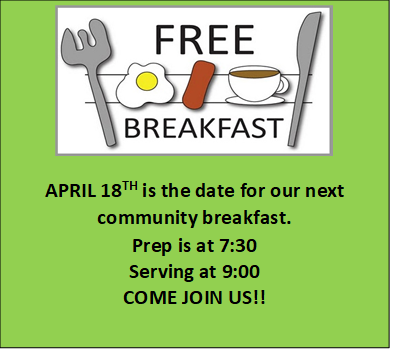 FREE
BREAKFAST
APRIL 18TH is the date for our next
community breakfast.
Prep is at 7:30
Serving at 9:00
COME JOIN US!!